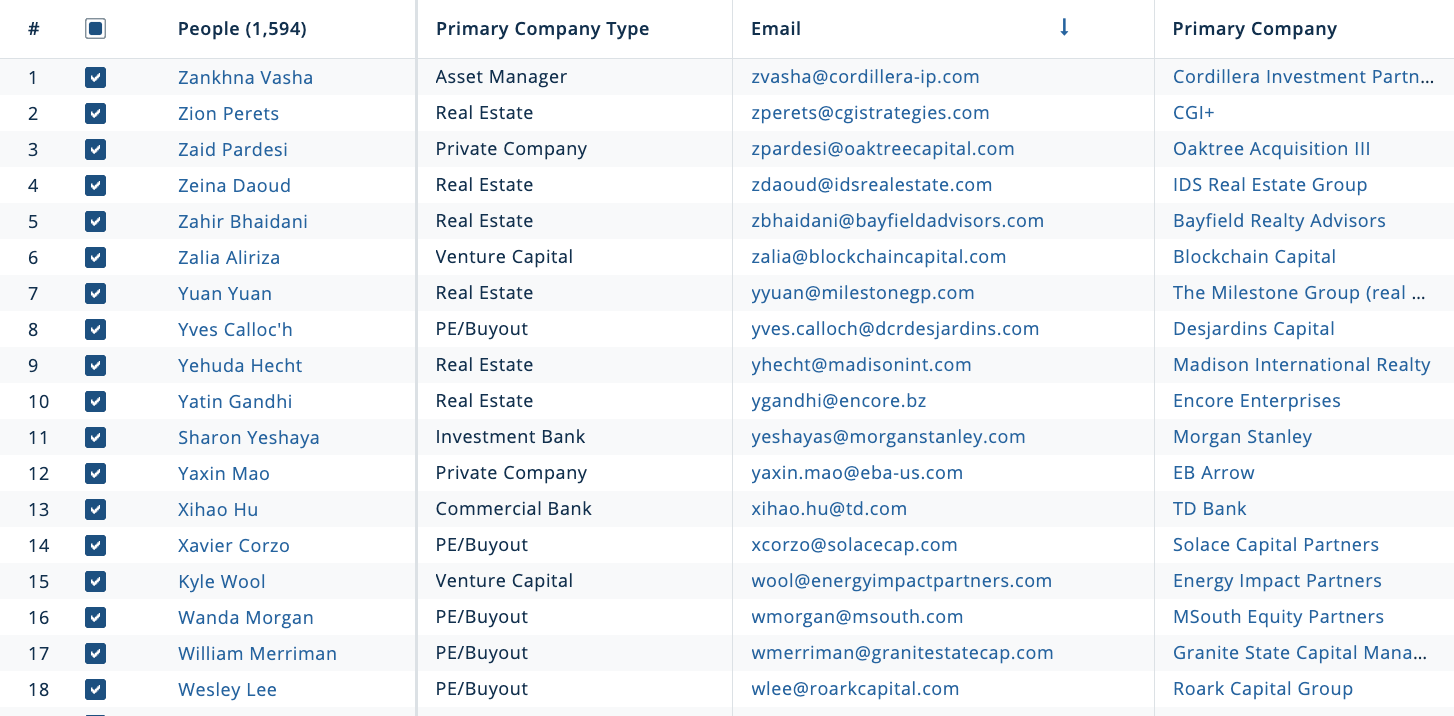 # People (1,594) Primary Company Type Email ↓ Primary Company
1 Zankhna Vasha Asset Manager zvasha@cordillera-ip.com Cordillera Investment Partn...
2 Zion Perets Real Estate zperets@cgistrategies.com CGI+
3 Zaid Pardesi Private Company zpardesi@oaktreecapital.com Oaktree Acquisition III
4 Zeina Daoud Real Estate zdaoud@idsrealestate.com IDS Real Estate Group
5 Zahir Bhaidani Real Estate zbhaidani@bayfieldadvisors.com Bayfield Realty Advisors
6 Zalia Aliriza Venture Capital zalia@blockchaincapital.com Blockchain Capital
7 Yuan Yuan Real Estate yyuan@milestonegp.com The Milestone Group (real ...
8 Yves Calloc'h PE/Buyout yves.calloch@dcrdesjardins.com Desjardins Capital
9 Yehuda Hecht Real Estate yhecht@madisonint.com Madison International Realty
10 Yatin Gandhi Real Estate ygandhi@encore.bz Encore Enterprises
11 Sharon Yeshaya Investment Bank yeshayas@morganstanley.com Morgan Stanley
12 Yaxin Mao Private Company yaxin.mao@eba-us.com EB Arrow
13 Xihao Hu Commercial Bank xihao.hu@td.com TD Bank
14 Xavier Corzo PE/Buyout xcorzo@solacecap.com Solace Capital Partners
15 Kyle Wool Venture Capital wool@energyimpactpartners.com Energy Impact Partners
16 Wanda Morgan PE/Buyout wmorgan@msouth.com MSouth Equity Partners
17 William Merriman PE/Buyout wmerriman@granitestatecap.com Granite State Capital Mana...
18 Wesley Lee PE/Buyout wlee@roarkcapital.com Roark Capital Group